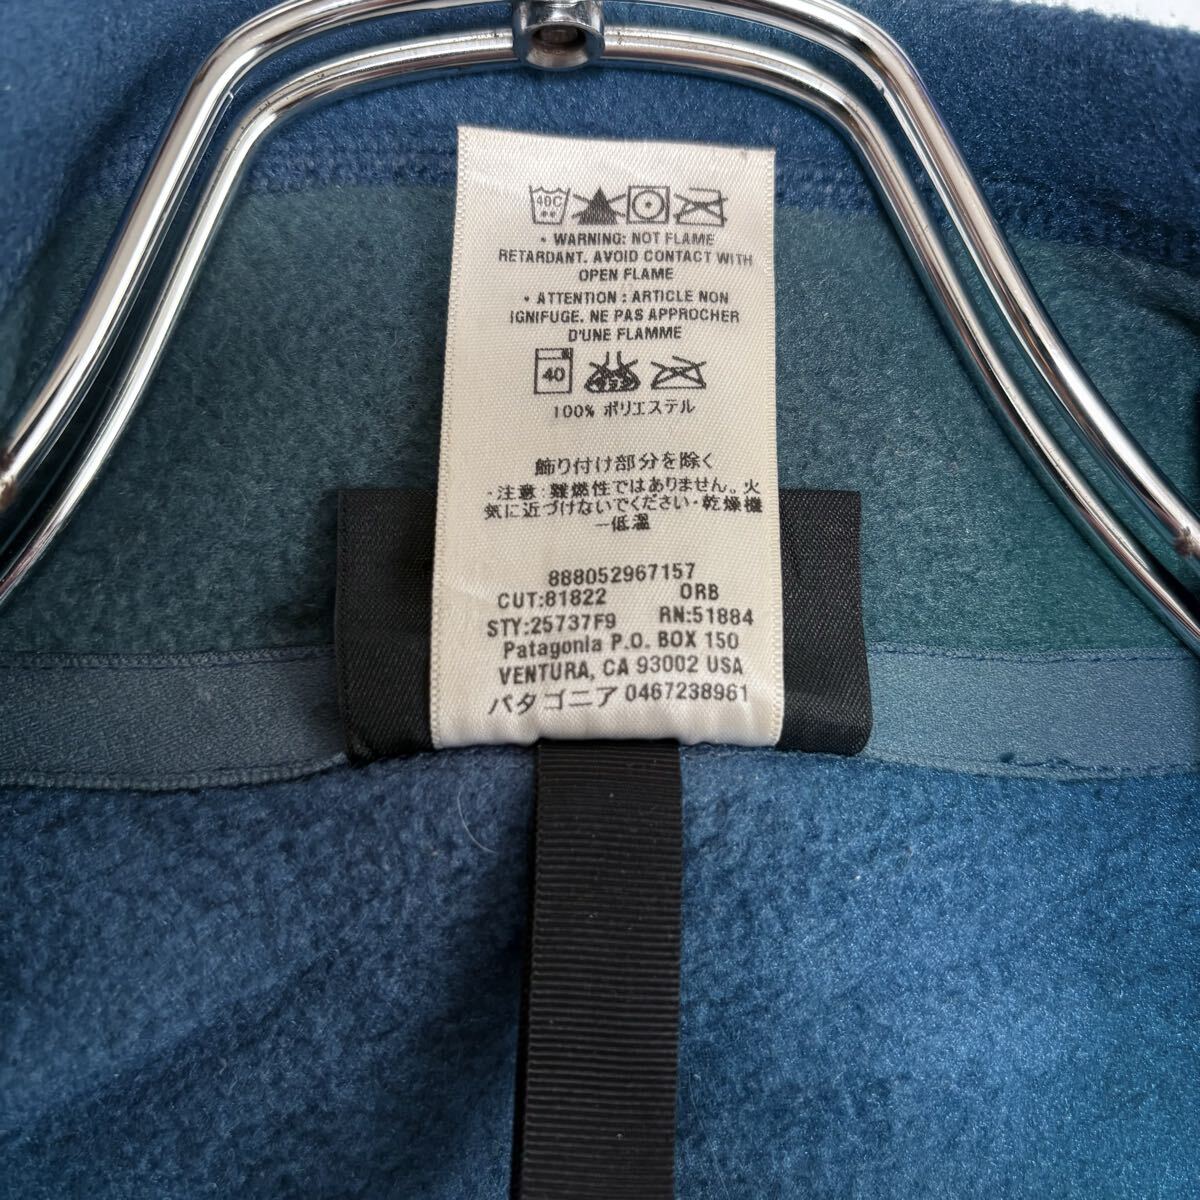 40C
• WARNING: NOT FLAME
RETARDANT. AVOID CONTACT WITH
OPEN FLAME
• ATTENTION : ARTICLE NON
IGNIFUGE. NE PAS APPROCHER
D'UNE FLAMME
40
100% ポリエステル
飾り付け部分を除く
・注意:難燃性ではありません。火
気に近づけないでください・乾燥機
ー低温
888052967157
CUT:81822 ORB
STY:25737F9 RN:51884
Patagonia P.O. BOX 150
VENTURA, CA 93002 USA
パタゴニア 0467238961